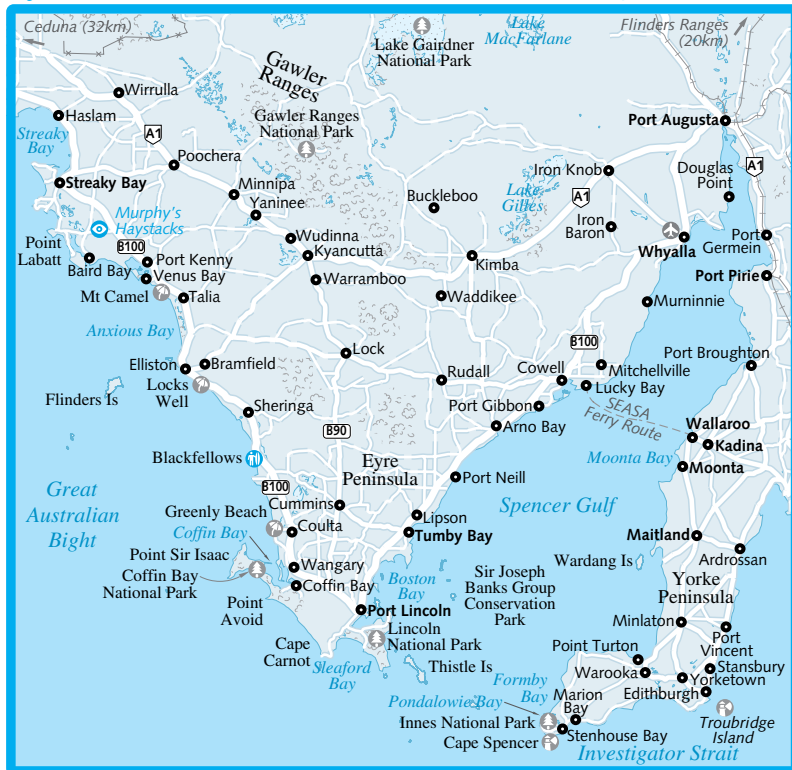 Ceduna (32km)
Lake
MacFarlane
Flinders Ranges
(20km)
Lake Gairdner
National Park
Gawler
Ranges
Wirrulla
Haslam
Streaky
Bay
A1
Gawler Ranges
National Park
Port Augusta
Poochera
Iron Knob
A1
Douglas
Point
Streaky Bay
Minnipa
Yaninee
Buckleboo
Lake
Gilles
A1
Murphy's
Haystacks
Iron
Baron
Point
Labatt
B100
Wudinna
Kyancutta
Whyalla
Port
Germein
Baird Bay
Port Kenny
Venus Bay
Kimba
Port Pirie
Mt Camel
Talia
Warramboo
Waddikee
Murninnie
Anxious Bay
B100
Lock
Port Broughton
Elliston
Bramfield
Rudall
Cowell
Mitchellville
Lucky Bay
Locks
Well
Flinders Is
Sheringa
Port Gibbon
SEASA
Ferry Route
Arno Bay
B90
Wallaroo
Kadina
Blackfellows
Eyre
Peninsula
Moonta Bay
Moonta
Port Neill
Great
Australian
Bight
B100
Spencer Gulf
Cummins
Greenly Beach
Lipson
Coffin Bay
Coulta
Tumby Bay
Maitland
Point Sir Isaac
Wardang Is
Ardrossan
Coffin Bay
National Park
Wangary
Coffin Bay
Boston
Bay
Sir Joseph
Banks Group
Conservation
Park
Yorke
Peninsula
Point
Avoid
Port Lincoln
Minlaton
Lincoln
National Park
Port
Vincent
Cape
Carnot
Point Turton
Sleaford
Bay
Thistle Is
Warooka
Stansbury
Yorketown
Formby
Bay
Edithburgh
Pondalowie Bay
Marion
Bay
Innes National Park
Troubridge
Island
Cape Spencer
Stenhouse Bay
Investigator Strait